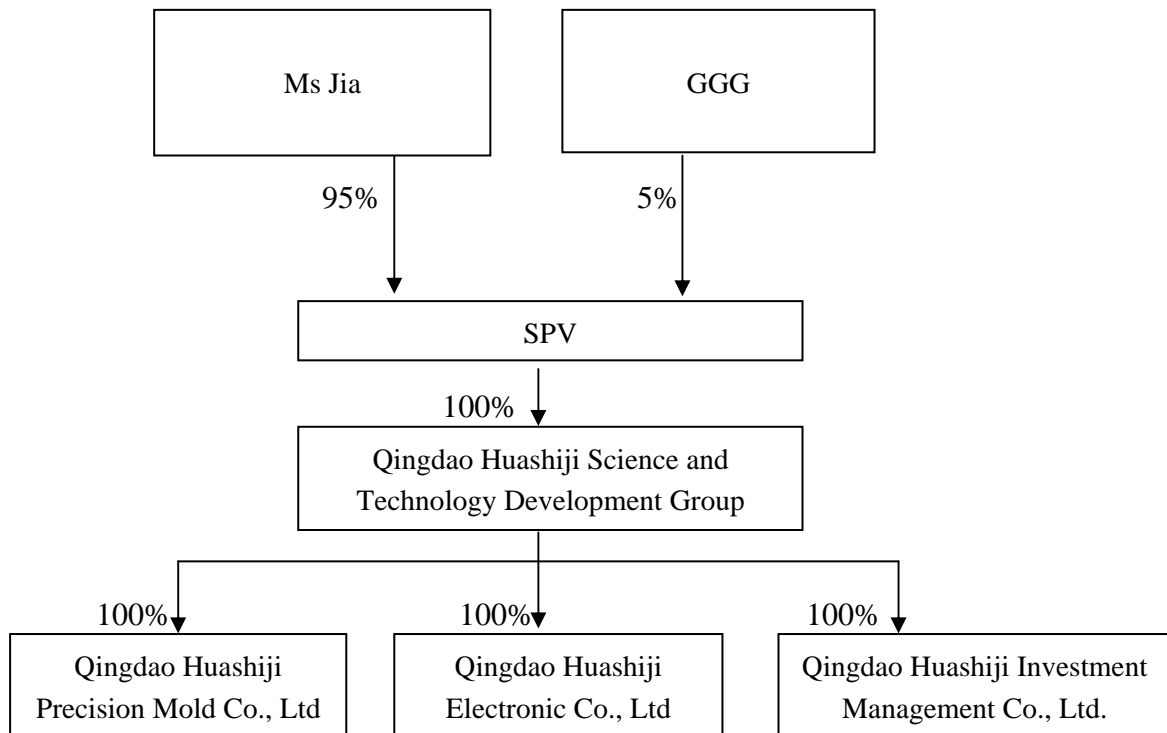 Ms Jia
GGG
95%
5%
SPV
100%
Qingdao Huashiji Science and
Technology Development Group
100%
100%
100%
Qingdao Huashiji
Precision Mold Co., Ltd
Qingdao Huashiji
Electronic Co., Ltd
Qingdao Huashiji Investment
Management Co., Ltd.